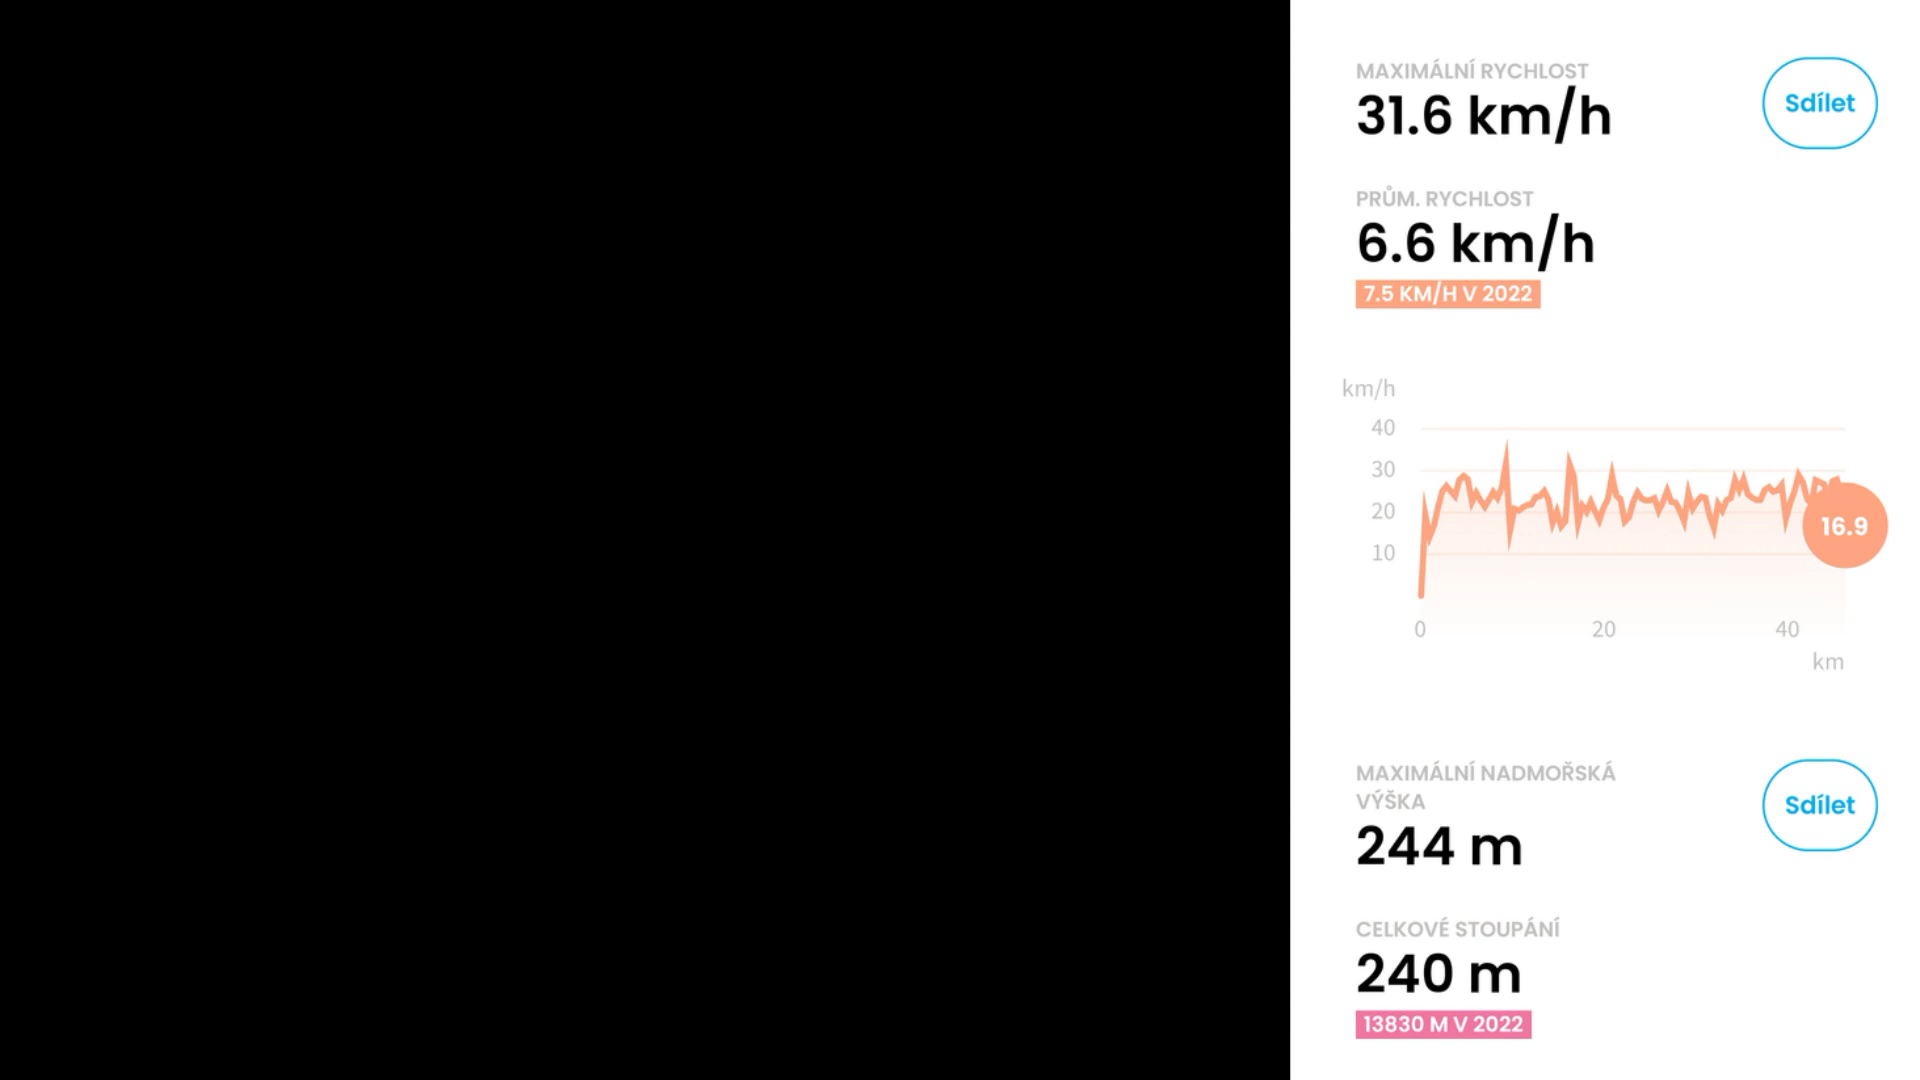 MAXIMÁLNÍ RYCHLOST
31.6 km/h
Sdílet
PRŮM. RYCHLOST
6.6 km/h
7.5 KM/H V 2022
km/h
40
30
20
10
16.9
0 20 40
km
MAXIMÁLNÍ NADMOŘSKÁ
VÝŠKA
244 m
Sdílet
CELKOVÉ STOUPÁNÍ
240 m
13830 M V 2022